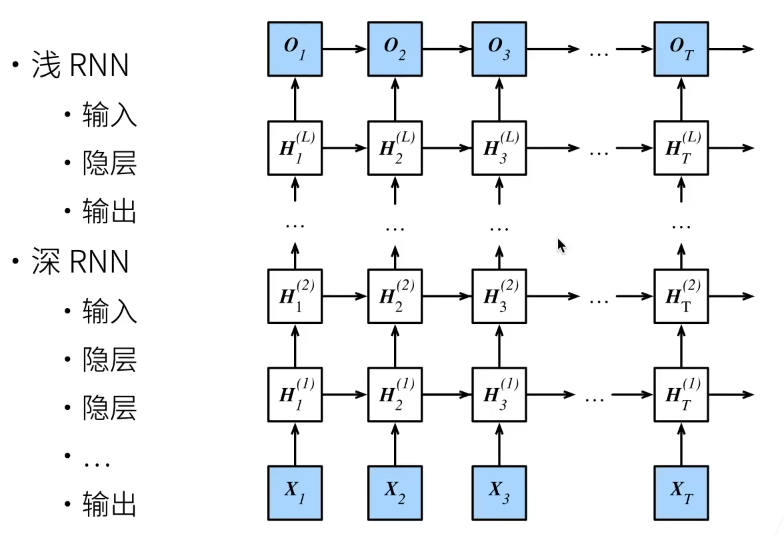 • 浅 RNN
• 输入
• 隐层
• 输出
• 深 RNN
• 输入
• 隐层
• 隐层
• ...
• 输出
O_1 O_2 O_3 ... O_T
H_1^(L) H_2^(L) H_3^(L) ... H_T^(L)
... ... ... ...
H_1^(2) H_2^(2) H_3^(2) ... H_T^(2)
H_1^(1) H_2^(1) H_3^(1) ... H_T^(1)
X_1 X_2 X_3 X_T